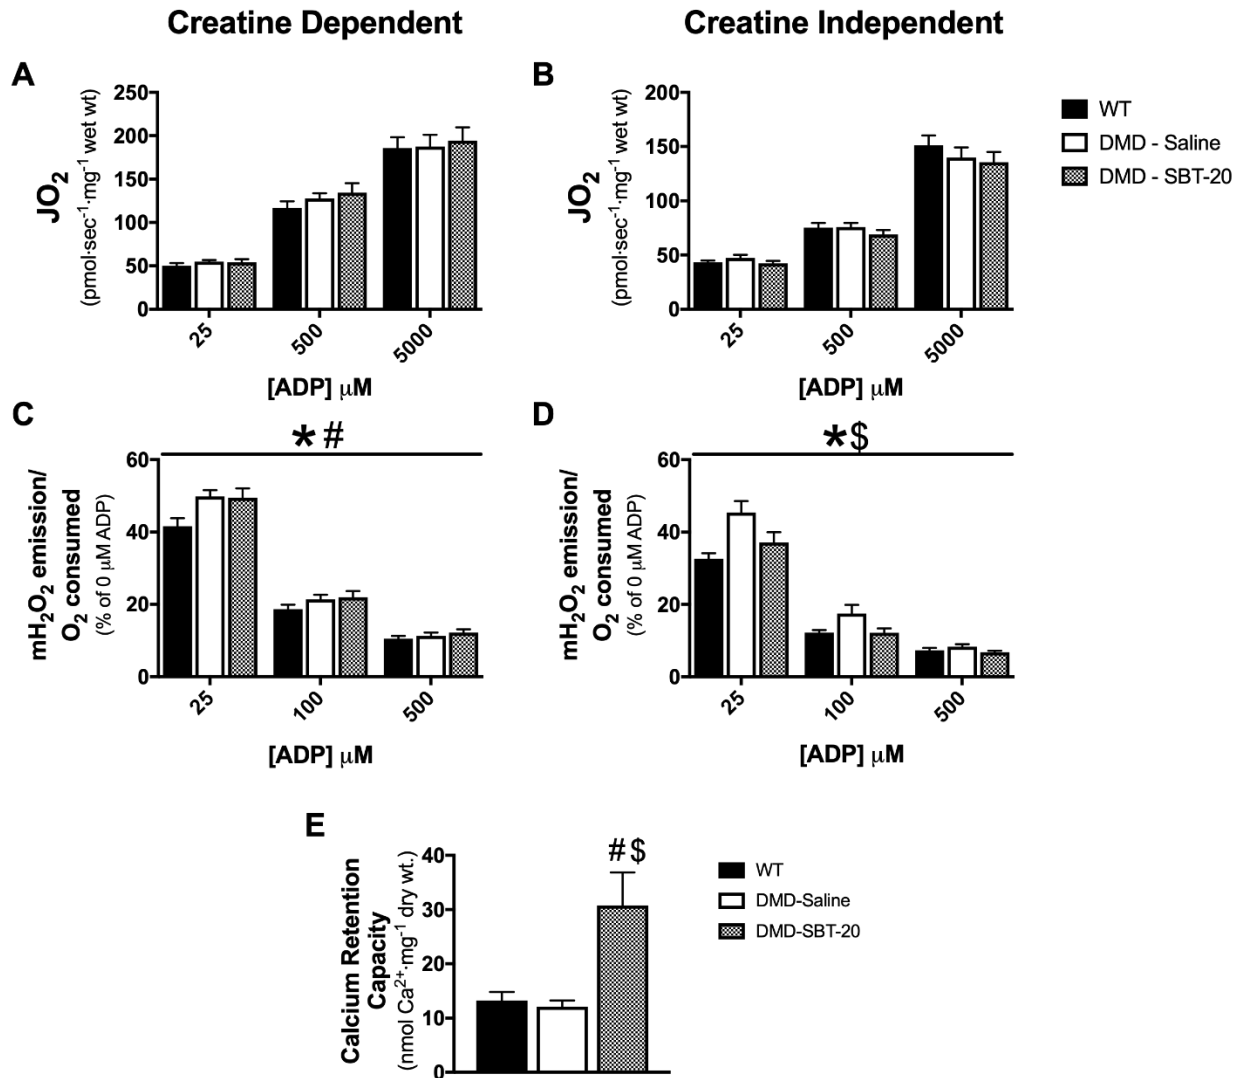 Creatine Dependent
Creatine Independent
A
JO2
(pmol·sec-1·mg-1 wet wt)
250
200
150
100
50
0
25
500
5000
[ADP] μM
B
JO2
(pmol·sec-1·mg-1 wet wt)
200
150
100
50
0
25
500
5000
[ADP] μM
WT
DMD - Saline
DMD - SBT-20
C
*#
mH2O2 emission/
O2 consumed
(% of 0 μM ADP)
60
40
20
0
25
100
500
[ADP] μM
D
*$
mH2O2 emission/
O2 consumed
(% of 0 μM ADP)
60
40
20
0
25
100
500
[ADP] μM
E
#$
Calcium Retention
Capacity
(nmol Ca2+·mg-1 dry wt.)
40
30
20
10
0
WT
DMD-Saline
DMD-SBT-20